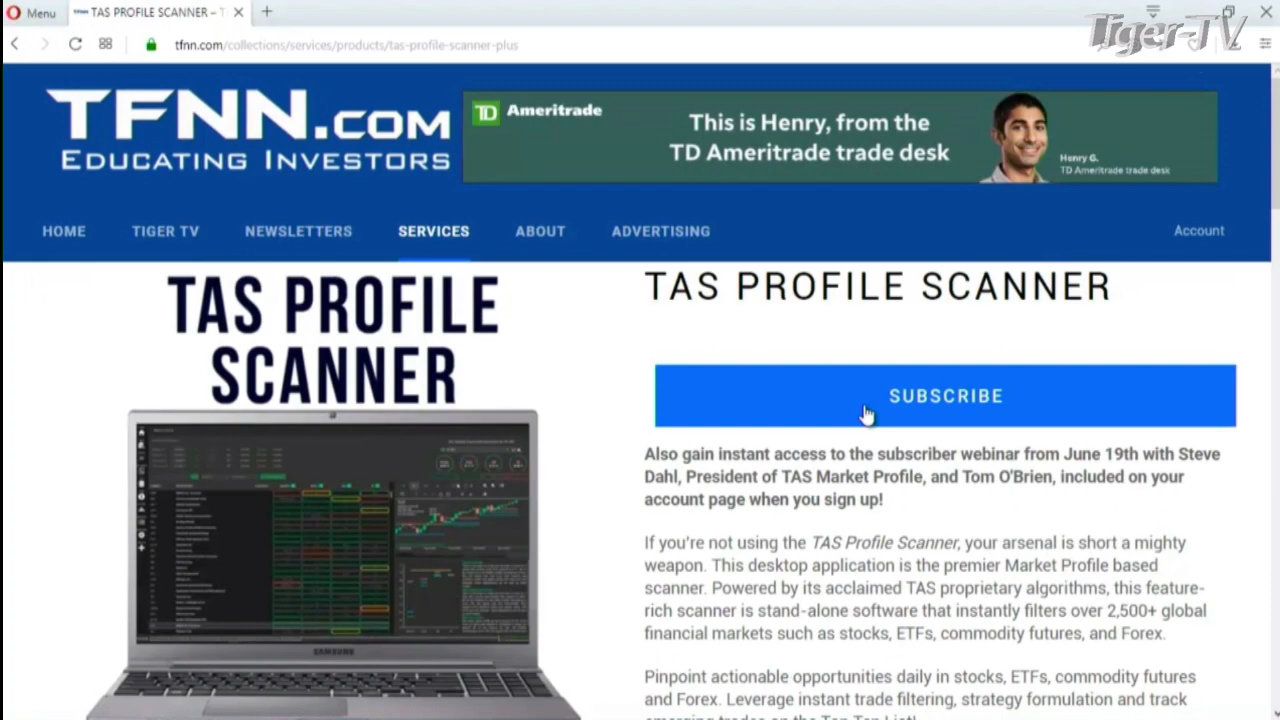 Menu
TAS PROFILE SCANNER – T
Tiger-TV
tfnn.com/collections/services/products/tas-profile-scanner-plus
TFNN.COM
EDUCATING INVESTORS
TD Ameritrade
This is Henry, from the
TD Ameritrade trade desk
Henry G.
TD Ameritrade trade desk
HOME TIGER TV NEWSLETTERS SERVICES ABOUT ADVERTISING Account
TAS PROFILE
SCANNER
SAMSUNG
TAS PROFILE SCANNER
SUBSCRIBE
Also gain instant access to the subscriber webinar from June 19th with Steve
Dahl, President of TAS Market Profile, and Tom O'Brien, included on your
account page when you sign up!
If you're not using the TAS Profile Scanner, your arsenal is short a mighty
weapon. This desktop application is the premier Market Profile based
scanner. Powered by its acclaimed TAS proprietary algorithms, this feature-
rich scanner is stand-alone software that instantly filters over 2,500+ global
financial markets such as stocks, ETFs, commodity futures, and Forex.
Pinpoint actionable opportunities daily in stocks, ETFs, commodity futures
and Forex. Leverage instant trade filtering, strategy formulation and track
emerging trades on the Top Ten List!